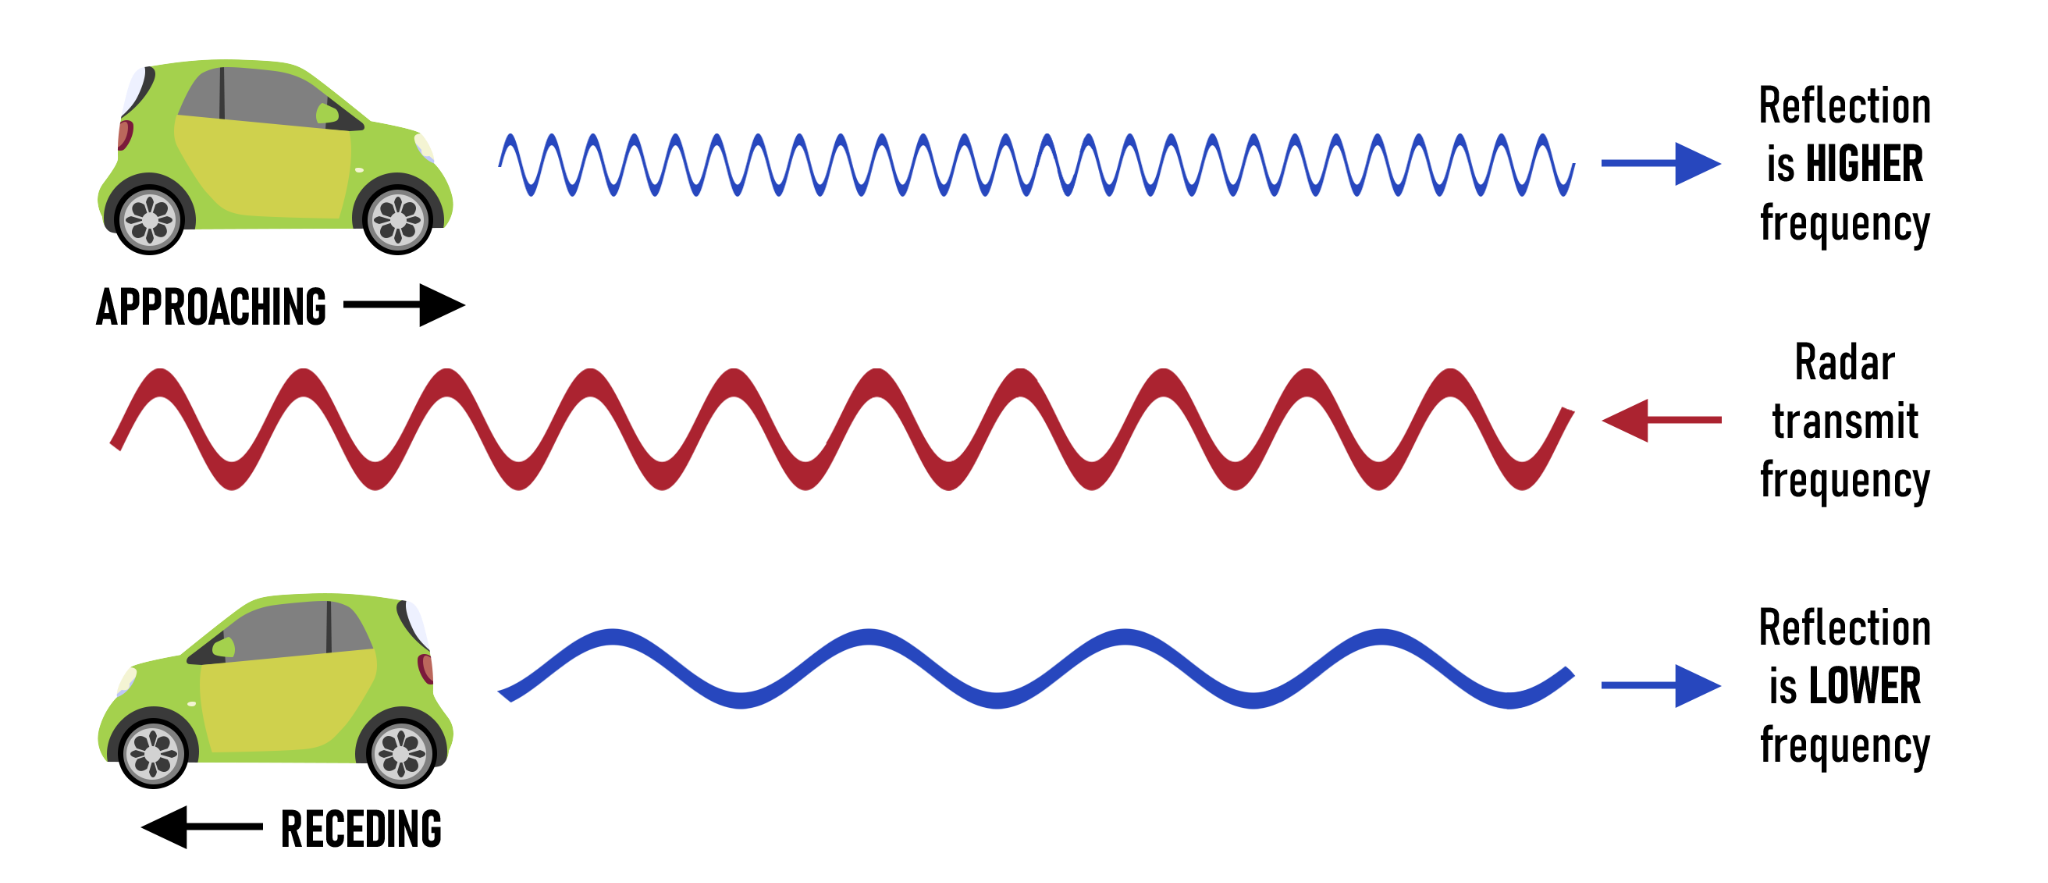 Reflection
is HIGHER
frequency
APPROACHING
Radar
transmit
frequency
Reflection
is LOWER
frequency
RECEDING